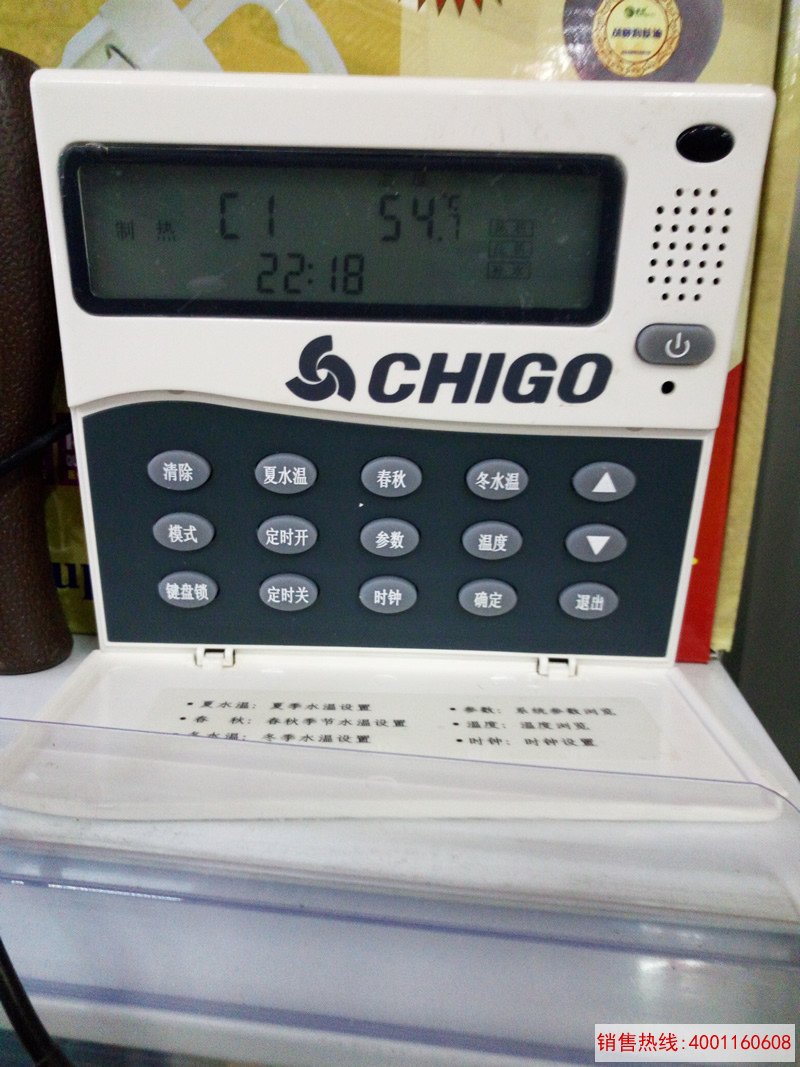 制 热 C1 54.7℃
22:18
CHIGO
清除 夏水温 春秋 冬水温
模式 定时开 参数 温度
键盘锁 定时关 时钟 确定 退出
•夏水温: 夏季水温设置
•春 秋: 春秋季节水温设置
•冬水温: 冬季水温设置
•参数: 系统参数浏览
•温度: 温度浏览
•时钟: 时钟设置
销售热线:4001160608